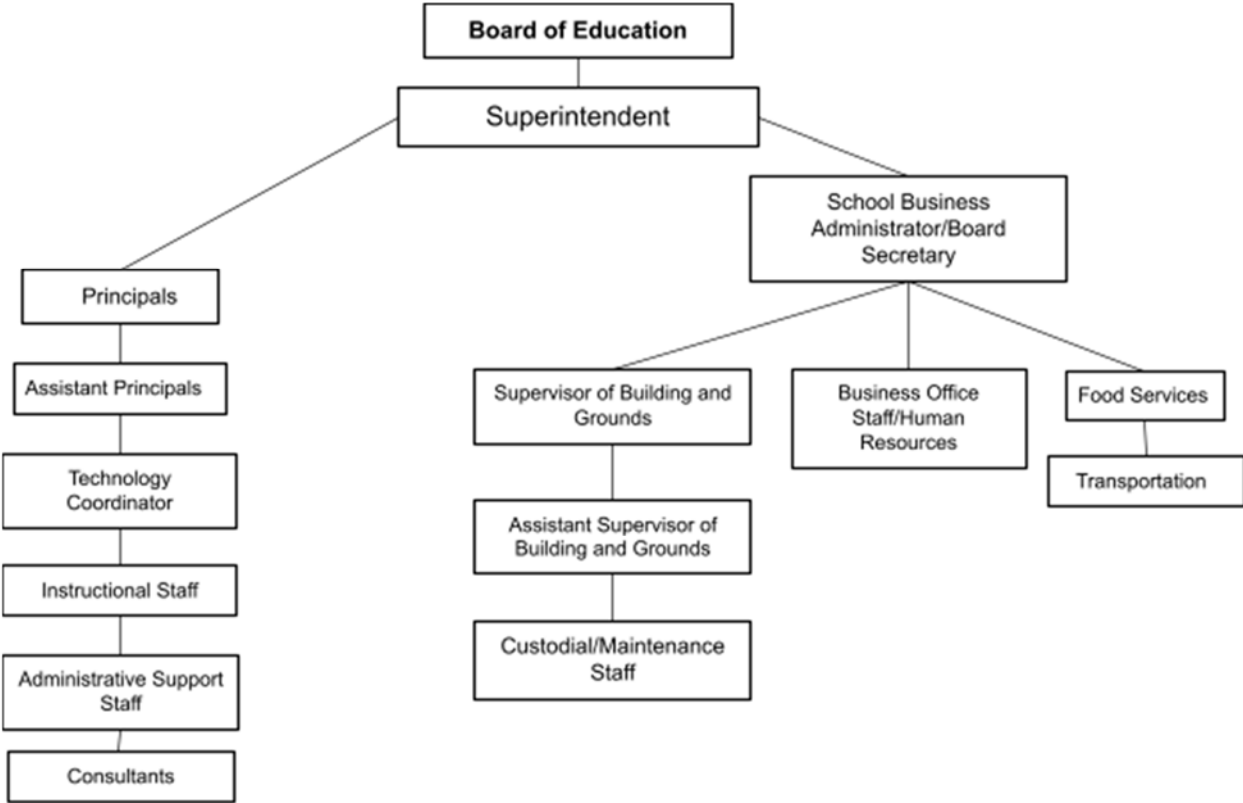 Board of Education
Superintendent
School Business
Administrator/Board
Secretary
Principals
Assistant Principals
Technology
Coordinator
Instructional Staff
Administrative Support
Staff
Consultants
Supervisor of Building and
Grounds
Assistant Supervisor of
Building and Grounds
Custodial/Maintenance
Staff
Business Office
Staff/Human
Resources
Food Services
Transportation